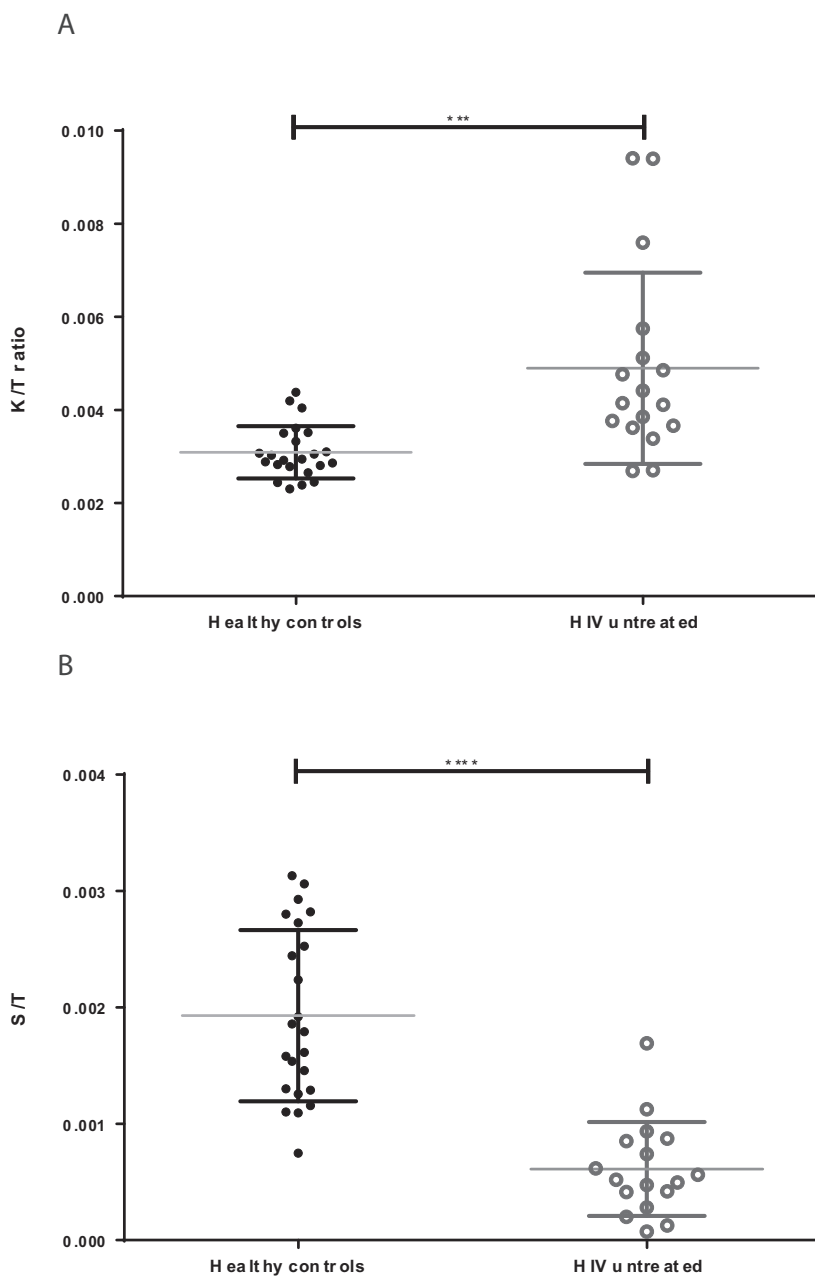 A
* **
0.010
0.008
0.006
0.004
0.002
0.000
K/T ratio
Healthy controls
HIV untreated
B
* ** *
0.004
0.003
0.002
0.001
0.000
S/T
Healthy controls
HIV untreated